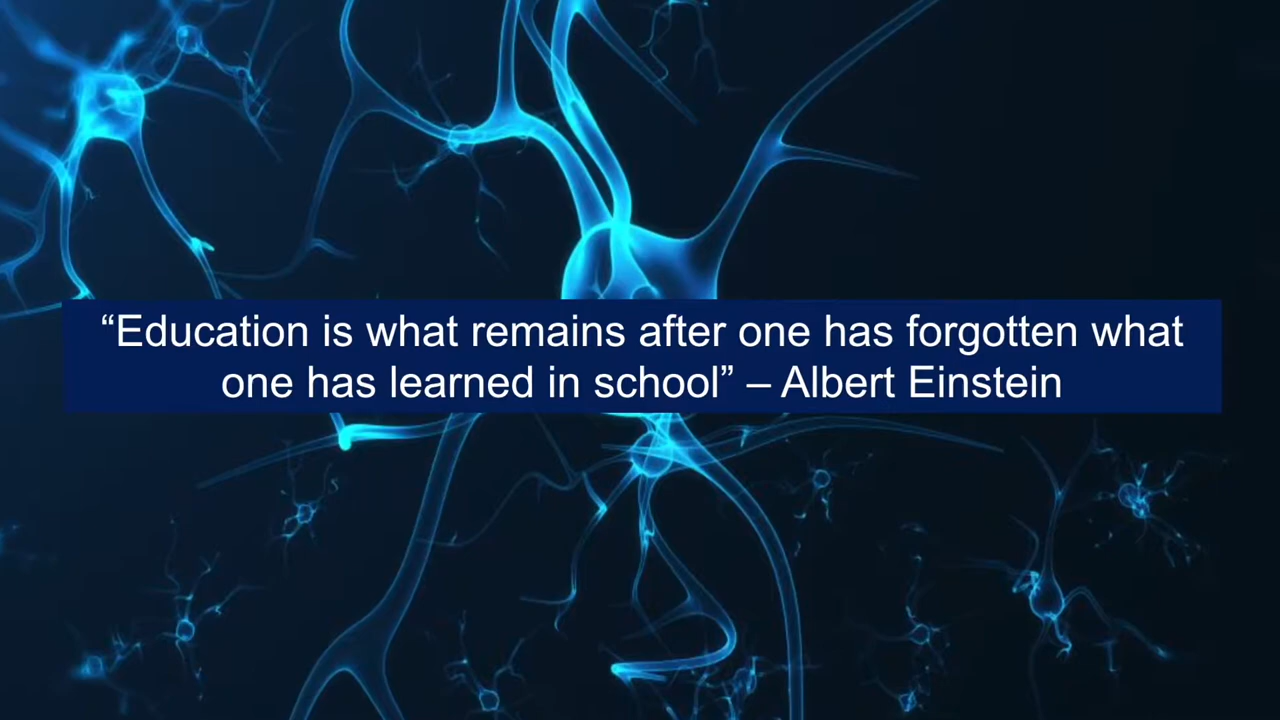 “Education is what remains after one has forgotten what
one has learned in school” – Albert Einstein